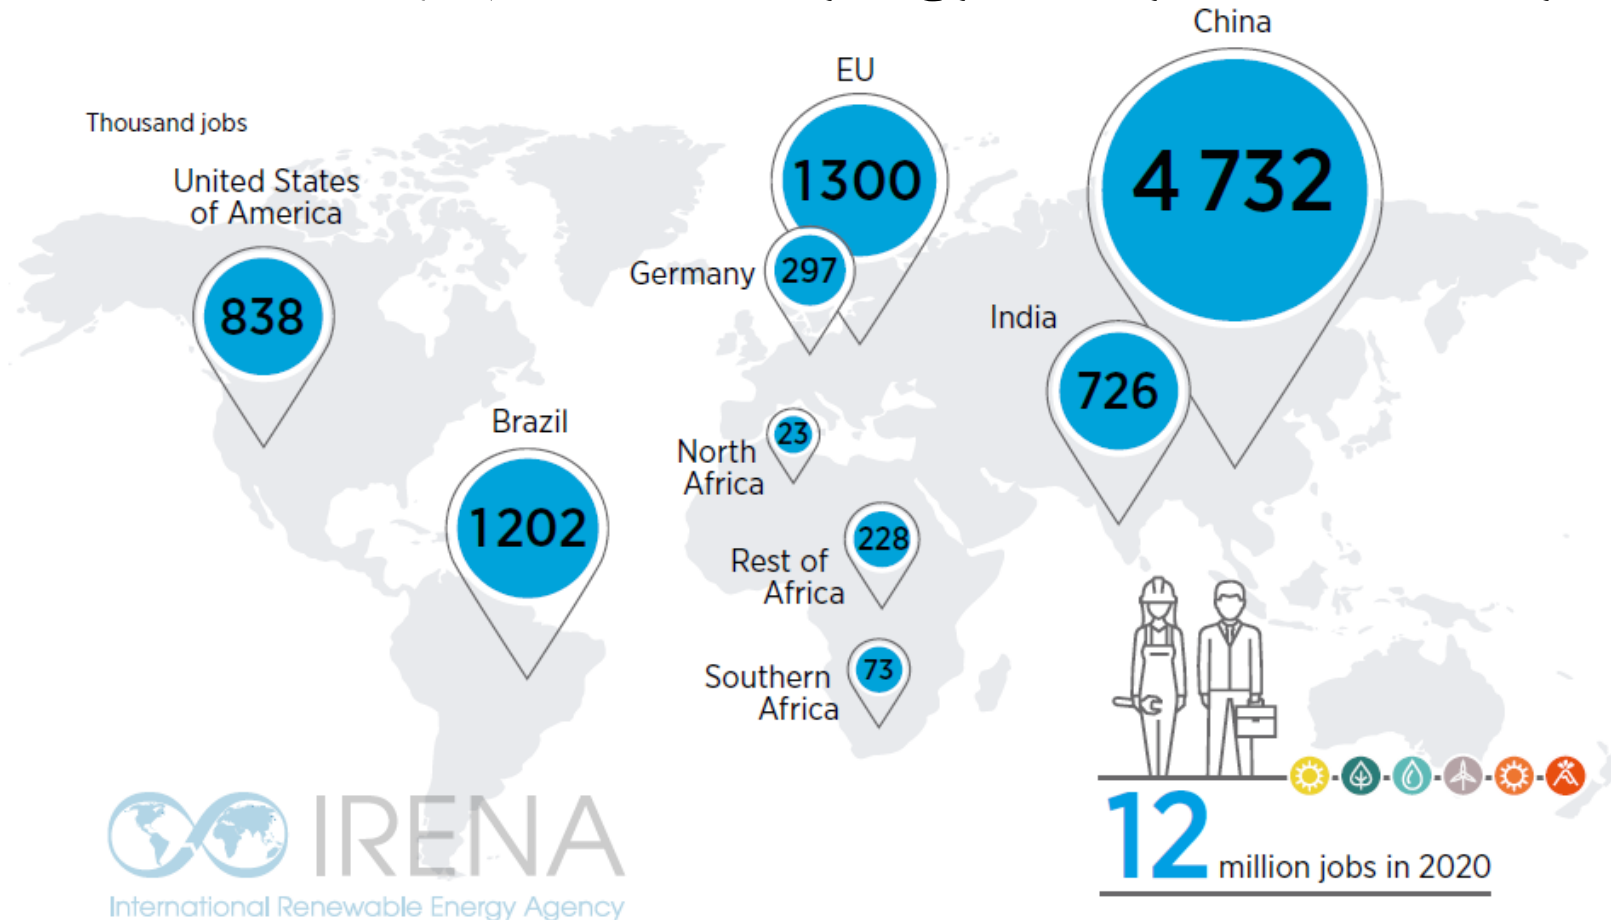 China
EU
Thousand jobs
1300
4 732
United States
of America
Germany
297
838
India
726
Brazil
23
North
Africa
1202
228
Rest of
Africa
Southern
Africa
73
12 million jobs in 2020
IRENA
International Renewable Energy Agency